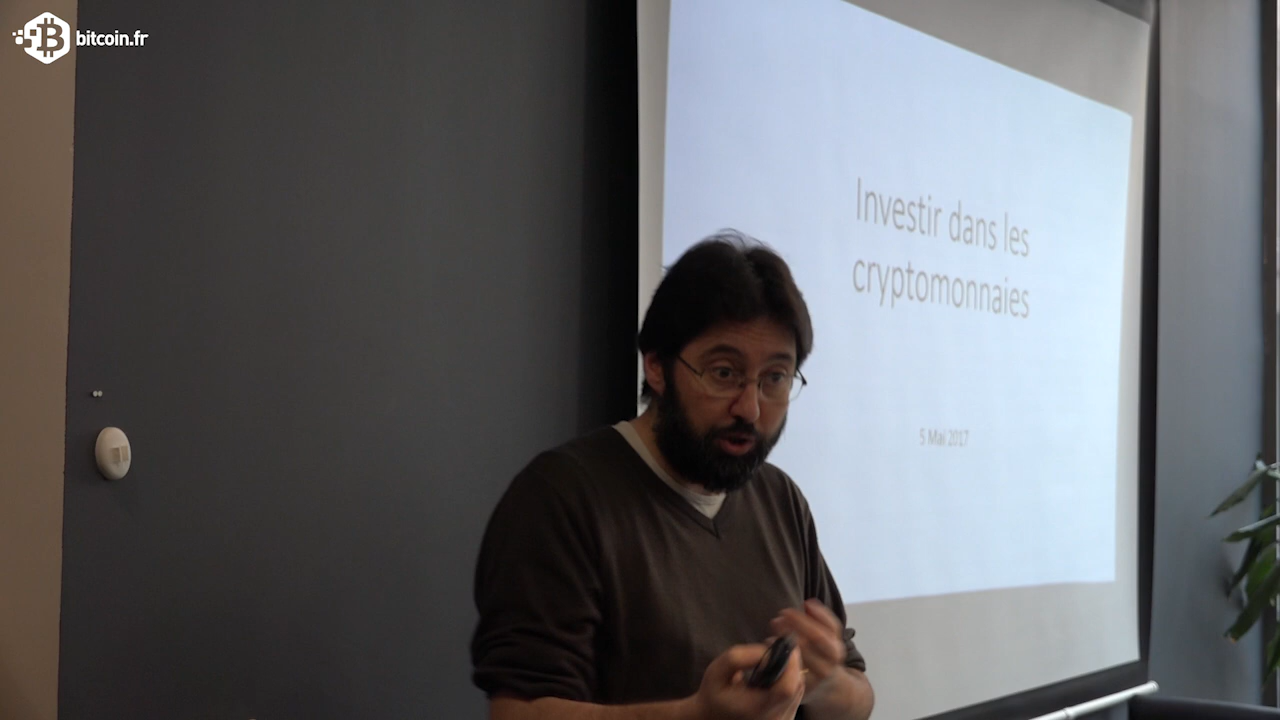 bitcoin.fr
Investir dans les
cryptomonnaies
5 Mai 2017